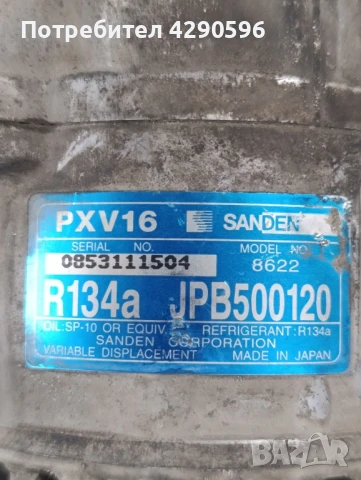 Потребител 4290596
PXV16 SANDEN
SERIAL NO. MODEL NO.
0853111504 8622
R134a JPB500120
OIL:SP-10 OR EQUIV. REFRIGERANT:R134a
SANDEN CORPORATION
VARIABLE DISPLACEMENT MADE IN JAPAN
BAZAR